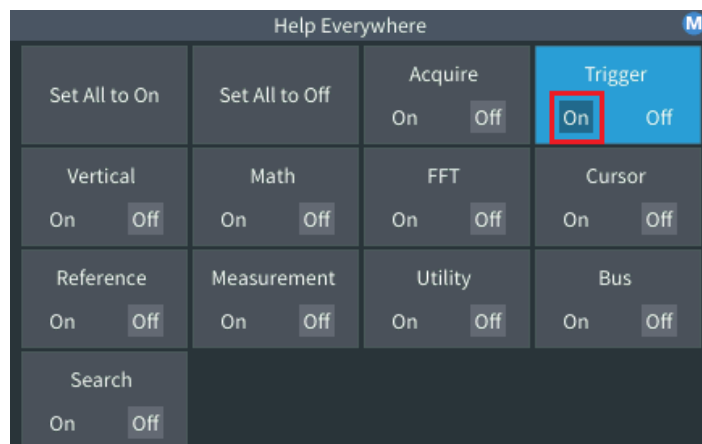 Help Everywhere M
Set All to On
Set All to Off
Acquire
On Off
Trigger
On Off
Vertical
On Off
Math
On Off
FFT
On Off
Cursor
On Off
Reference
On Off
Measurement
On Off
Utility
On Off
Bus
On Off
Search
On Off